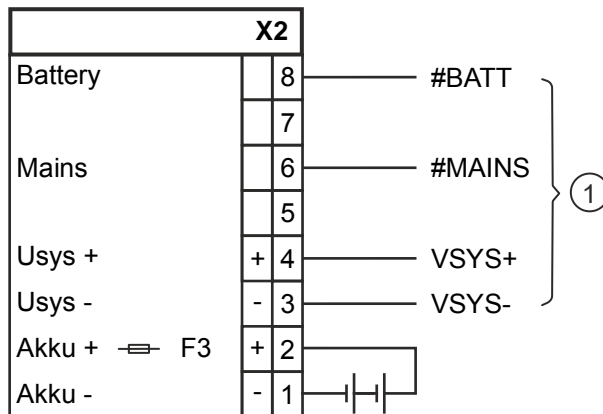 X2
Battery 8 #BATT
7
Mains 6 #MAINS
5
Usys + + 4 VSYS+
Usys - - 3 VSYS-
Akku + F3 + 2
Akku - - 1
1